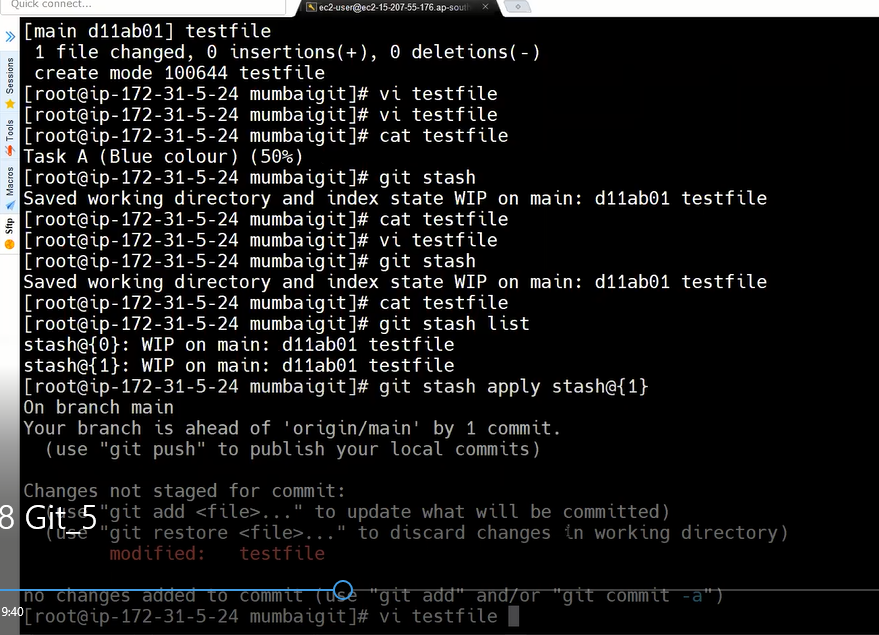 Quick connect...
ec2-user@ec2-15-207-55-176.ap-sout
Sessions
Tools
Macros
Sftp
[main d11ab01] testfile
 1 file changed, 0 insertions(+), 0 deletions(-)
 create mode 100644 testfile
[root@ip-172-31-5-24 mumbaigit]# vi testfile
[root@ip-172-31-5-24 mumbaigit]# vi testfile
[root@ip-172-31-5-24 mumbaigit]# cat testfile
Task A (Blue colour) (50%)
[root@ip-172-31-5-24 mumbaigit]# git stash
Saved working directory and index state WIP on main: d11ab01 testfile
[root@ip-172-31-5-24 mumbaigit]# cat testfile
[root@ip-172-31-5-24 mumbaigit]# vi testfile
[root@ip-172-31-5-24 mumbaigit]# git stash
Saved working directory and index state WIP on main: d11ab01 testfile
[root@ip-172-31-5-24 mumbaigit]# cat testfile
[root@ip-172-31-5-24 mumbaigit]# git stash list
stash@{0}: WIP on main: d11ab01 testfile
stash@{1}: WIP on main: d11ab01 testfile
[root@ip-172-31-5-24 mumbaigit]# git stash apply stash@{1}
On branch main
Your branch is ahead of 'origin/main' by 1 commit.
  (use "git push" to publish your local commits)
Changes not staged for commit:
  (use "git add <file>..." to update what will be committed)
8 Git_5
  (use "git restore <file>..." to discard changes in working directory)
        modified:   testfile
no changes added to commit (use "git add" and/or "git commit -a")
9:40
[root@ip-172-31-5-24 mumbaigit]# vi testfile